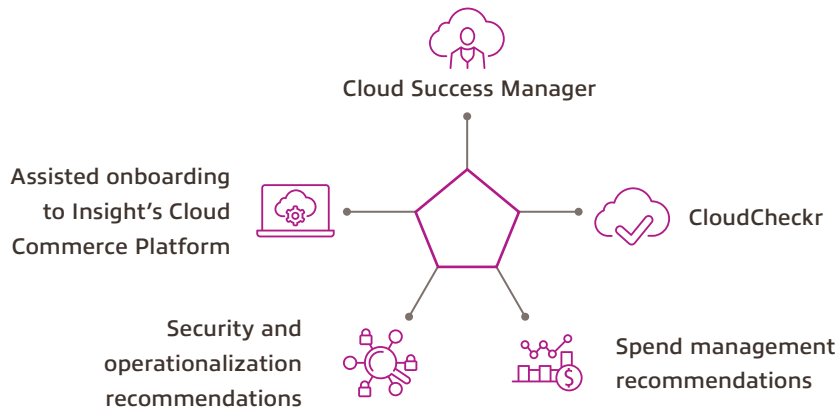 Cloud Success Manager
Assisted onboarding
to Insight's Cloud
Commerce Platform
CloudCheckr
Security and
operationalization
recommendations
Spend management
recommendations
$